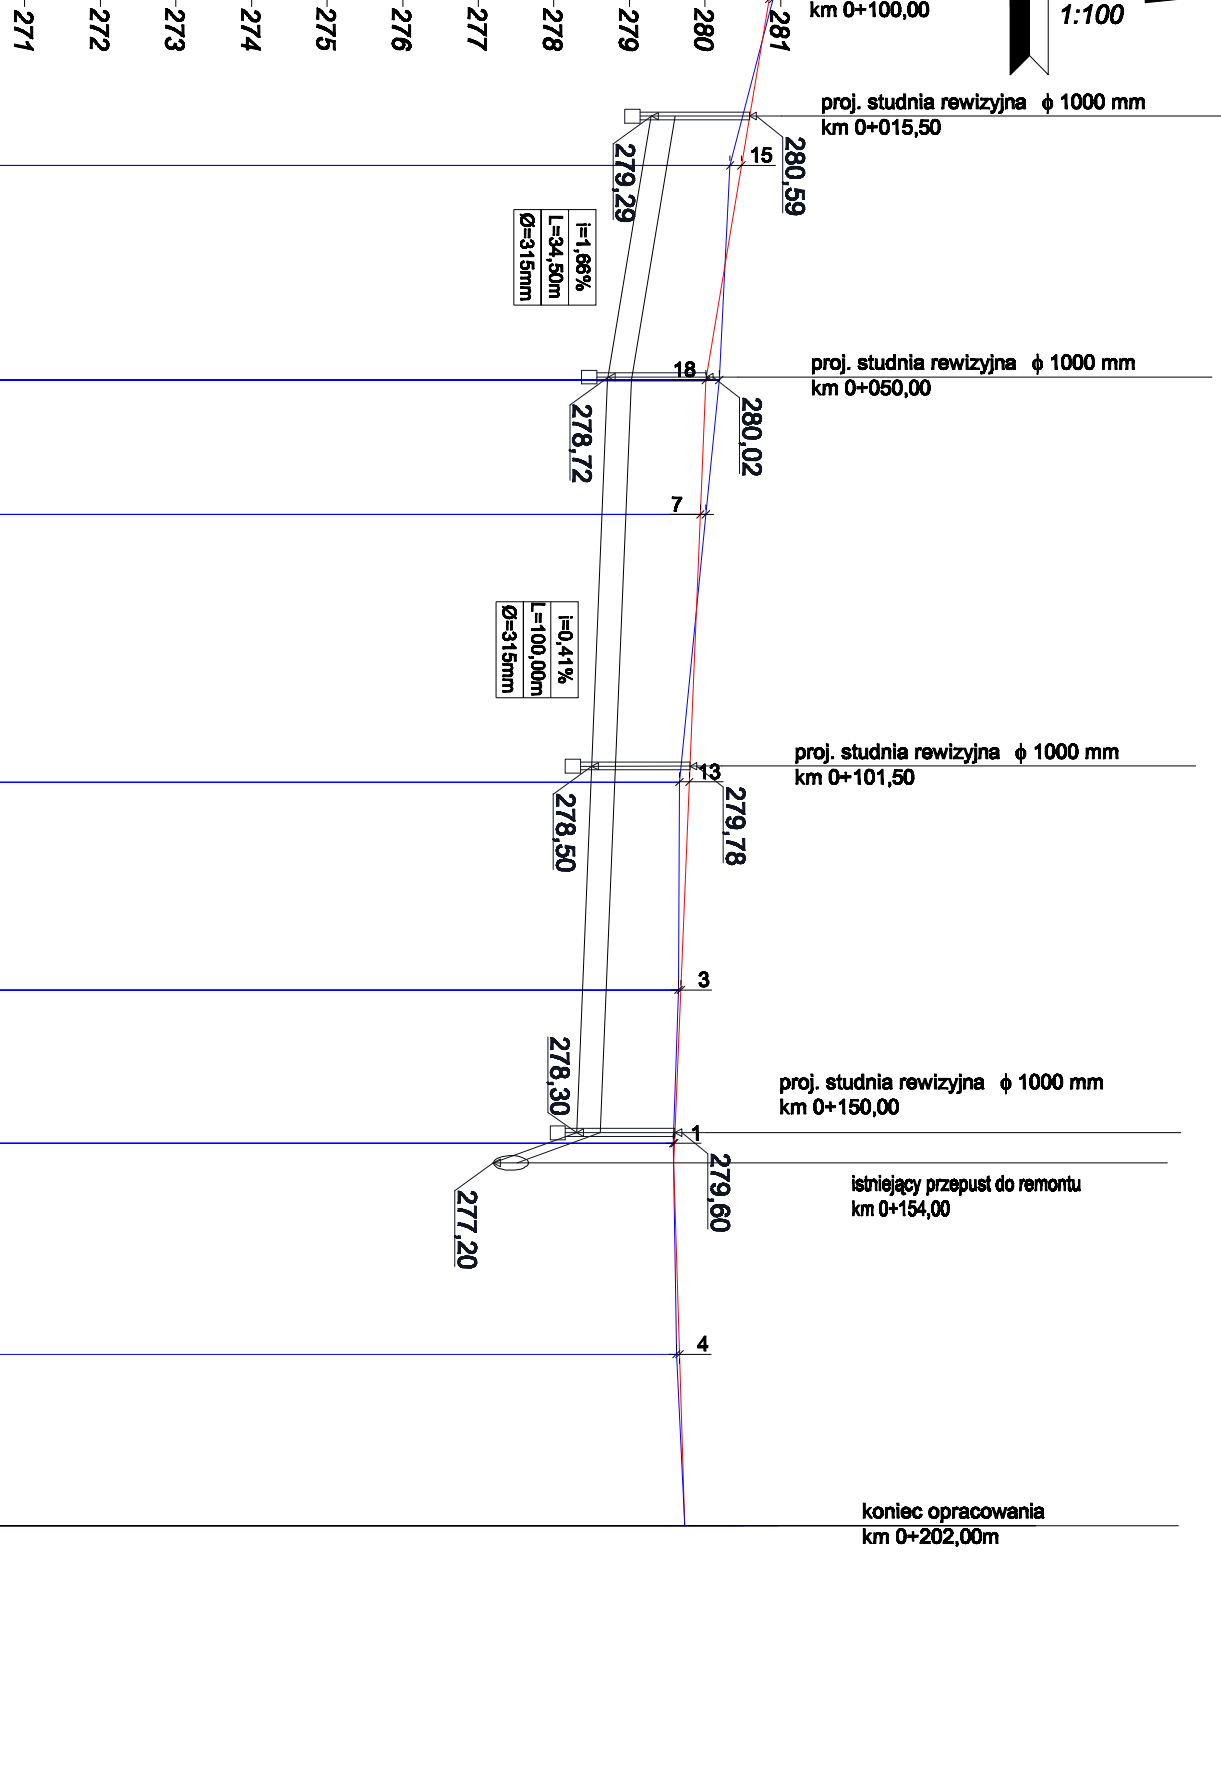 km 0+100,00
1:100
271
272
273
274
275
276
277
278
279
280
281
proj. studnia rewizyjna ϕ 1000 mm
km 0+015,50
279,29
280,59
15
i=1,66%
L=34,50m
Ø=315mm
proj. studnia rewizyjna ϕ 1000 mm
km 0+050,00
18
278,72
280,02
7
i=0,41%
L=100,00m
Ø=315mm
proj. studnia rewizyjna ϕ 1000 mm
km 0+101,50
13
278,50
279,78
3
278,30
proj. studnia rewizyjna ϕ 1000 mm
km 0+150,00
1
279,60
277,20
istniejący przepust do remontu
km 0+154,00
4
koniec opracowania
km 0+202,00m